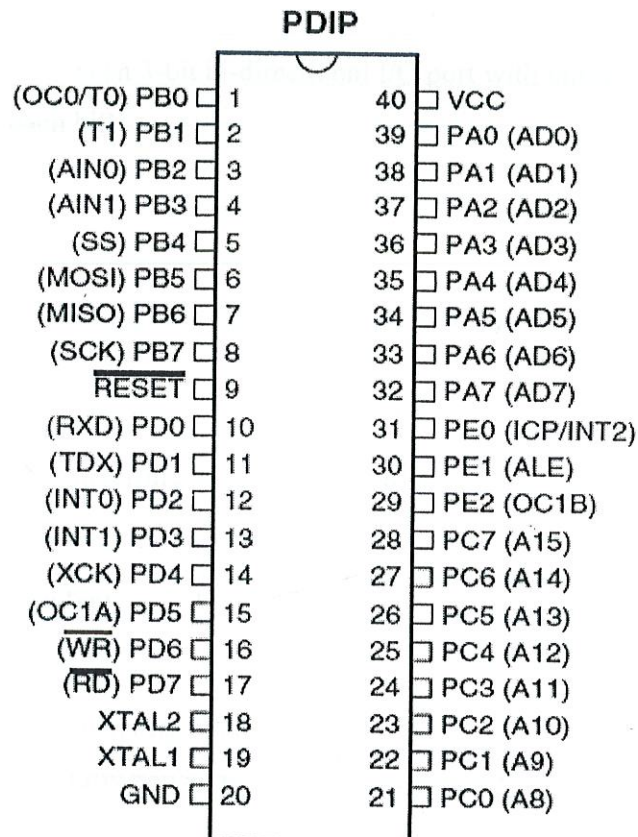 PDIP
(OC0/T0) PB0 1 40 VCC
(T1) PB1 2 39 PA0 (AD0)
(AIN0) PB2 3 38 PA1 (AD1)
(AIN1) PB3 4 37 PA2 (AD2)
(SS) PB4 5 36 PA3 (AD3)
(MOSI) PB5 6 35 PA4 (AD4)
(MISO) PB6 7 34 PA5 (AD5)
(SCK) PB7 8 33 PA6 (AD6)
RESET 9 32 PA7 (AD7)
(RXD) PD0 10 31 PE0 (ICP/INT2)
(TDX) PD1 11 30 PE1 (ALE)
(INT0) PD2 12 29 PE2 (OC1B)
(INT1) PD3 13 28 PC7 (A15)
(XCK) PD4 14 27 PC6 (A14)
(OC1A) PD5 15 26 PC5 (A13)
(WR) PD6 16 25 PC4 (A12)
(RD) PD7 17 24 PC3 (A11)
XTAL2 18 23 PC2 (A10)
XTAL1 19 22 PC1 (A9)
GND 20 21 PC0 (A8)